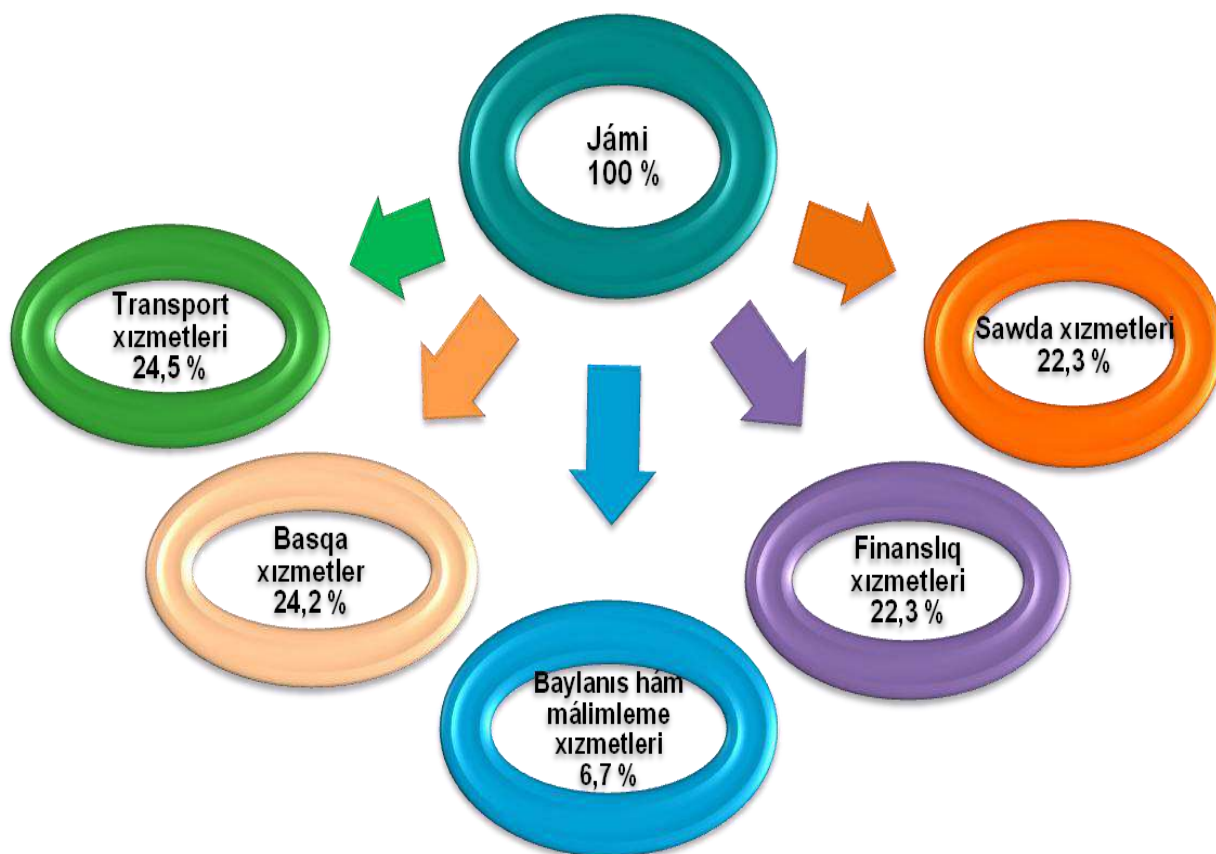 Jámi
100 %
Transport
xızmetleri
24,5 %
Sawda xızmetleri
22,3 %
Basqa
xızmetler
24,2 %
Finanslıq
xızmetleri
22,3 %
Baylanıs hám
málimleme
xızmetleri
6,7 %